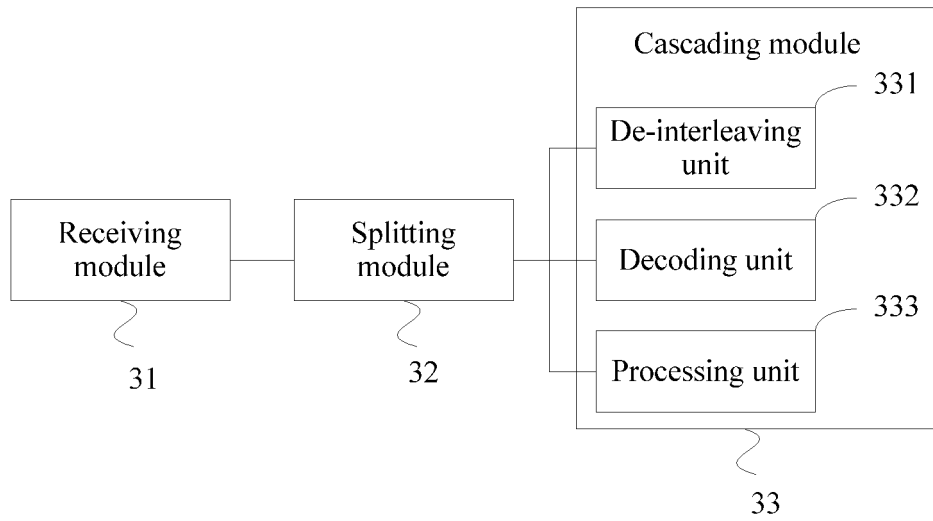 Cascading module
331
De-interleaving
unit
332
Receiving
module
Splitting
module
Decoding unit
333
31
32
Processing unit
33